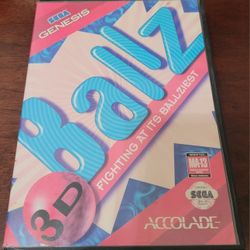 SEGA
GENESIS
Ballz
FIGHTING AT ITS BALLZIEST
3D
MA-13
SEGA
ACCOLADE